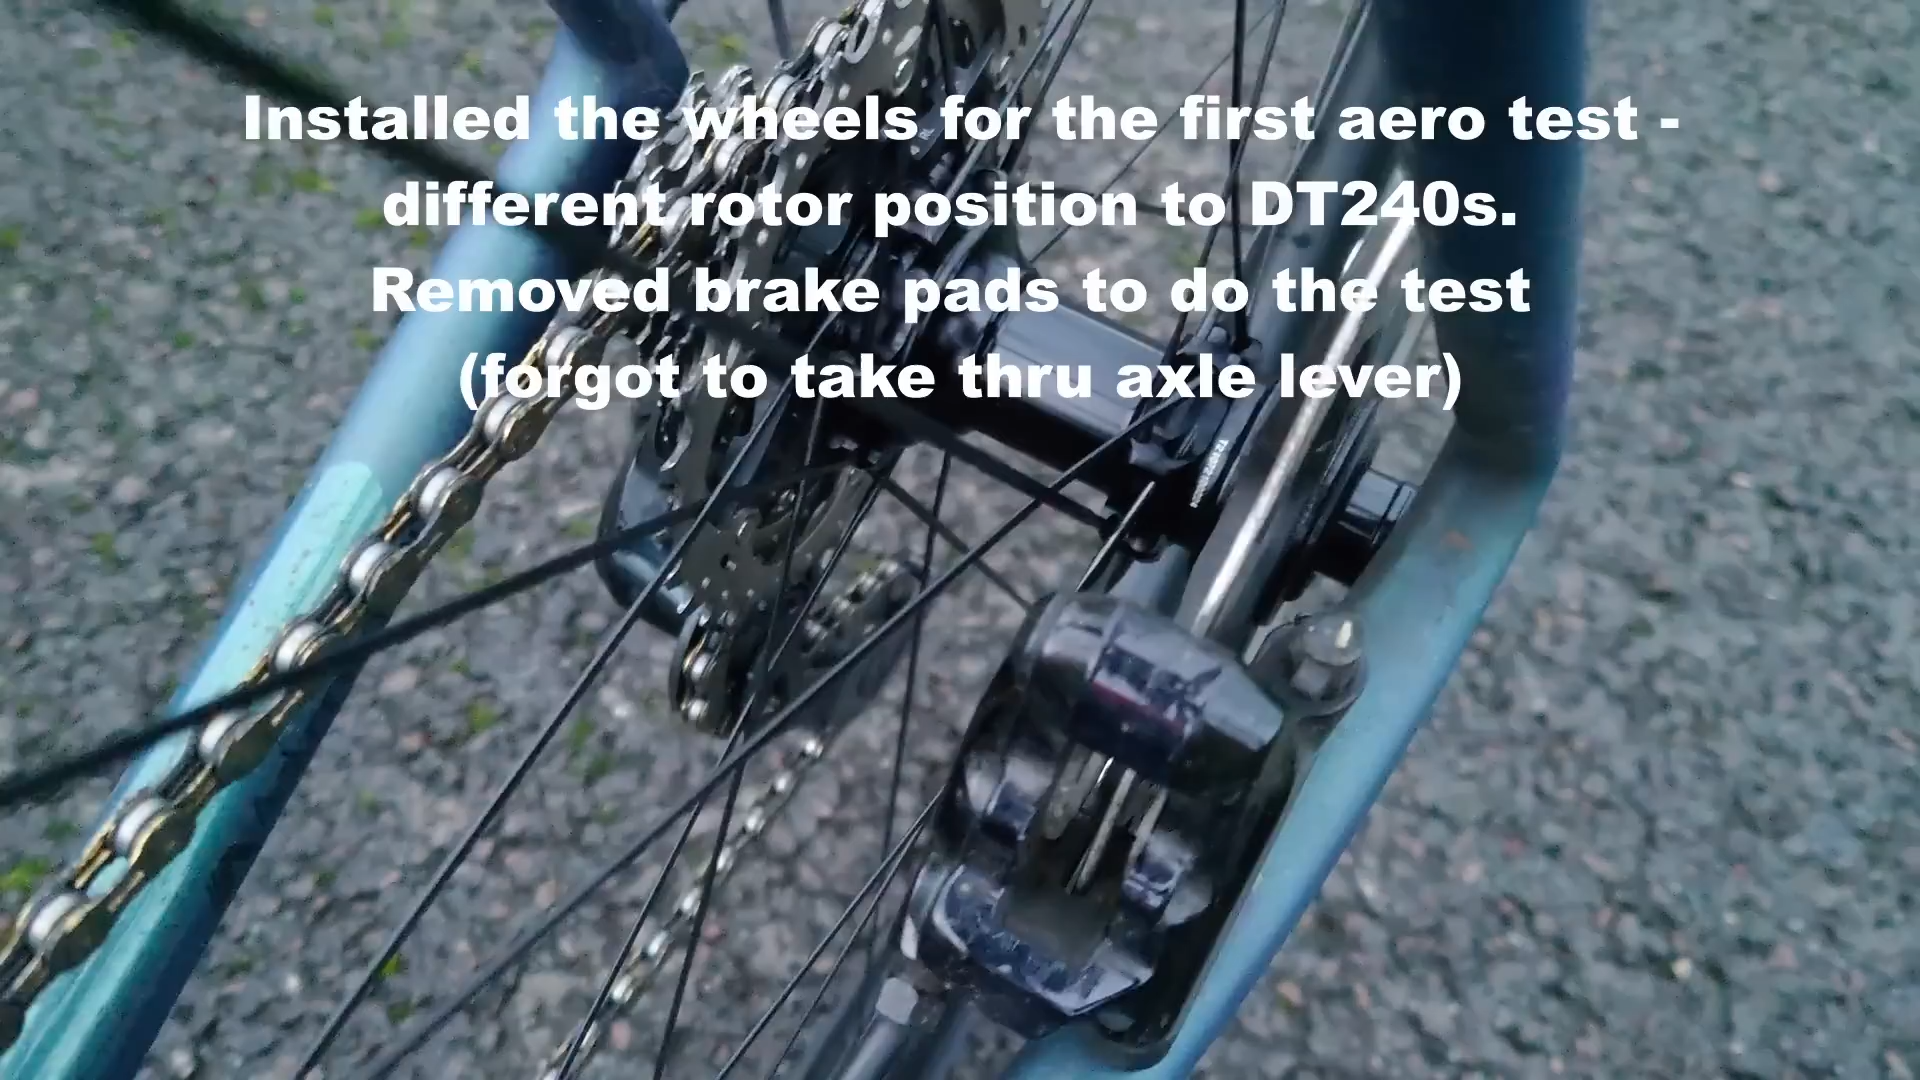 Installed the wheels for the first aero test -
different rotor position to DT240s.
Removed brake pads to do the test
(forgot to take thru axle lever)